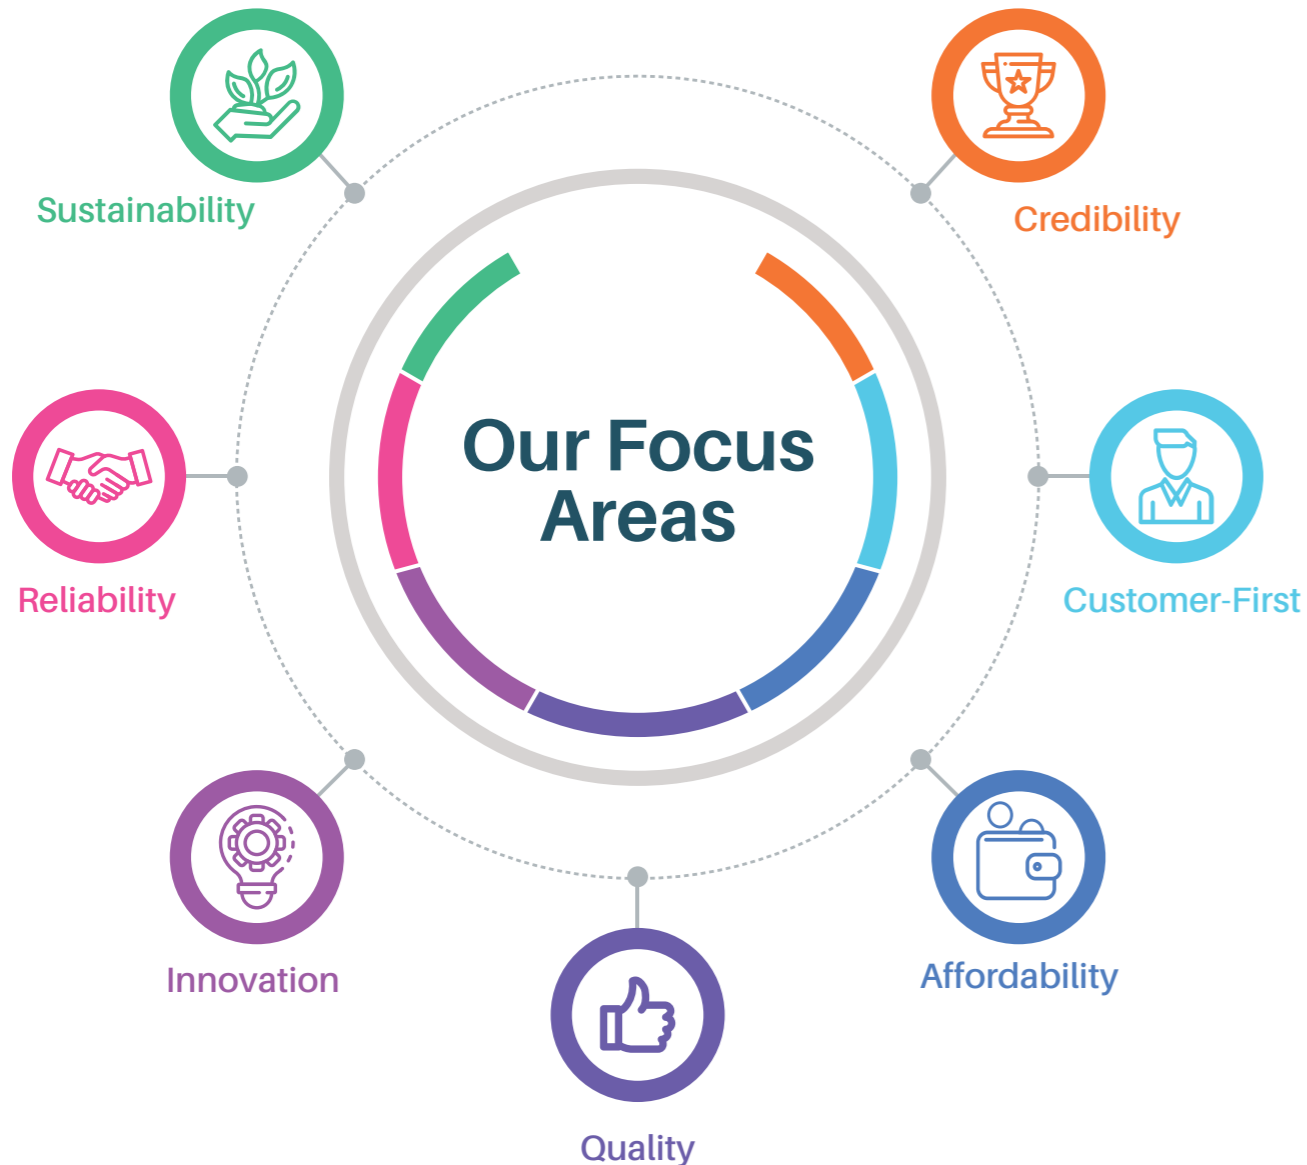 Sustainability
Credibility
Our Focus
Areas
Reliability
Customer-First
Innovation
Affordability
Quality